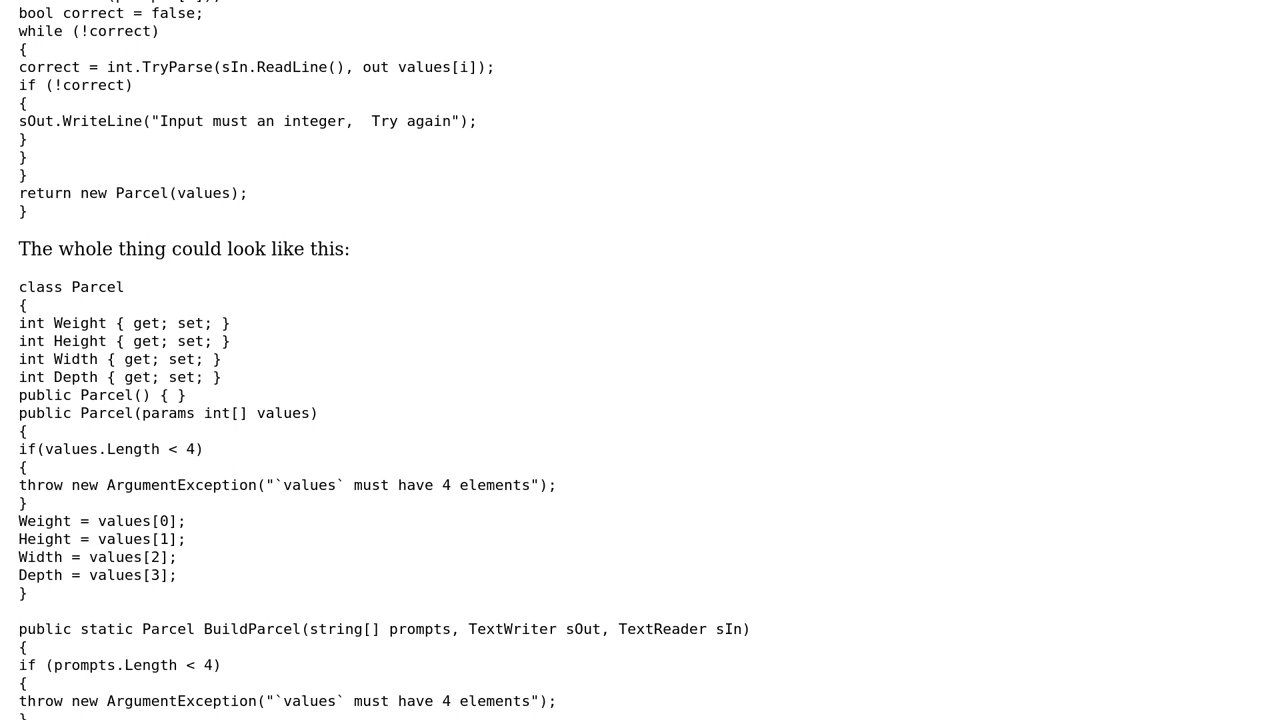 bool correct = false;
while (!correct)
{
correct = int.TryParse(sIn.ReadLine(), out values[i]);
if (!correct)
{
sOut.WriteLine("Input must an integer,  Try again");
}
}
}
return new Parcel(values);
}
The whole thing could look like this:
class Parcel
{
int Weight { get; set; }
int Height { get; set; }
int Width { get; set; }
int Depth { get; set; }
public Parcel() { }
public Parcel(params int[] values)
{
if(values.Length < 4)
{
throw new ArgumentException("`values` must have 4 elements");
}
Weight = values[0];
Height = values[1];
Width = values[2];
Depth = values[3];
}
public static Parcel BuildParcel(string[] prompts, TextWriter sOut, TextReader sIn)
{
if (prompts.Length < 4)
{
throw new ArgumentException("`values` must have 4 elements");
}